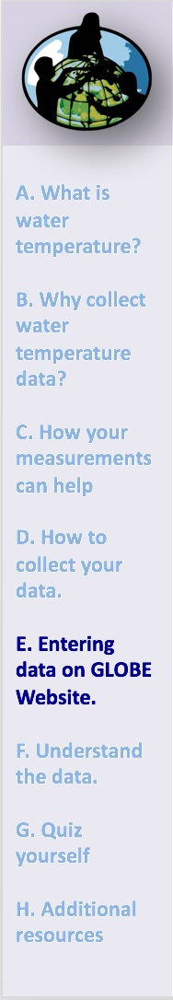 A. What is
water
temperature?
B. Why collect
water
temperature
data?
C. How your
measurements
can help
D. How to
collect your
data.
E. Entering
data on GLOBE
Website.
F. Understand
the data.
G. Quiz
yourself
H. Additional
resources